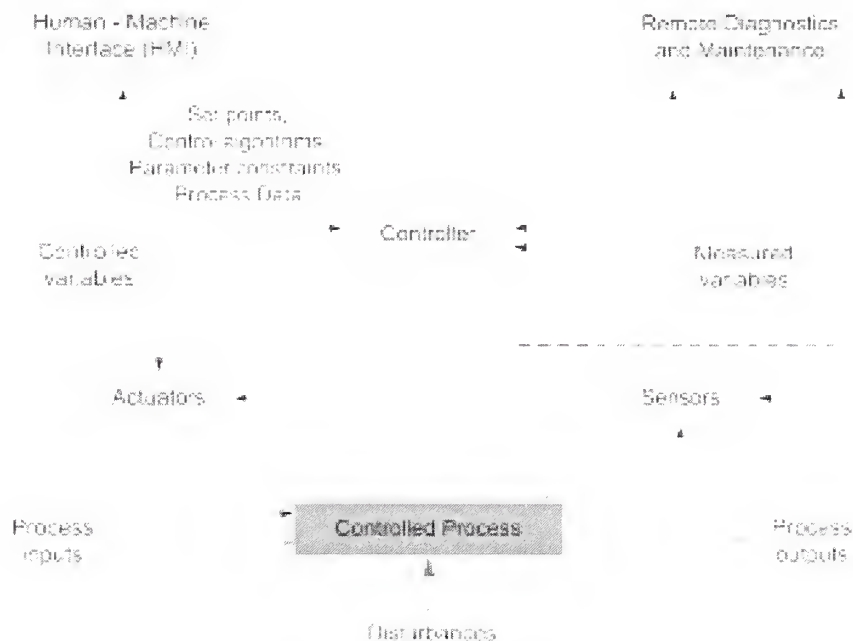 Human - Machine
Interface (HMI)
Remote Diagnostics
and Maintenance
Set points,
Control algorithms
Parameter constraints
Process Data
Controller
Controlled
variables
Measured
variables
Actuators
Sensors
Process
inputs
Controlled Process
Process
outputs
Disturbances